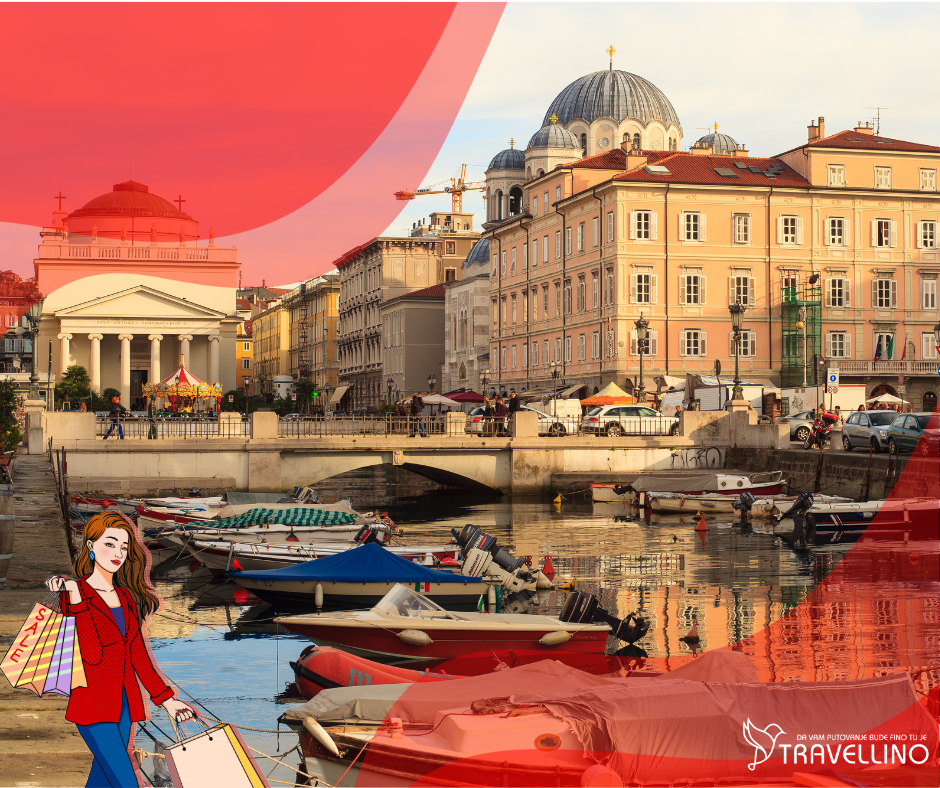 SALE
DA VAM PUTOVANJE BUDE FINO TU JE
TRAVELLINO